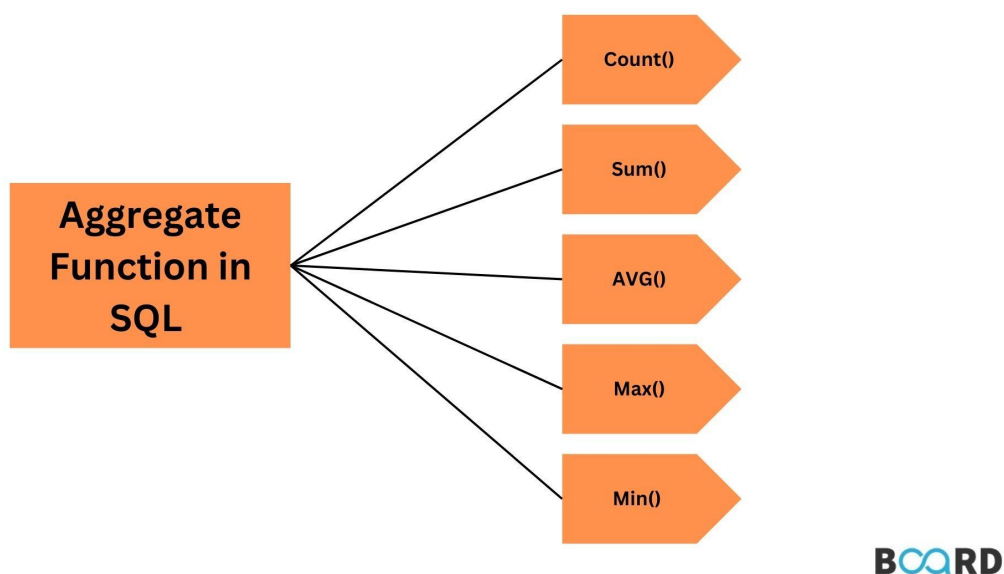 Aggregate
Function in
SQL
Count()
Sum()
AVG()
Max()
Min()
BOARD